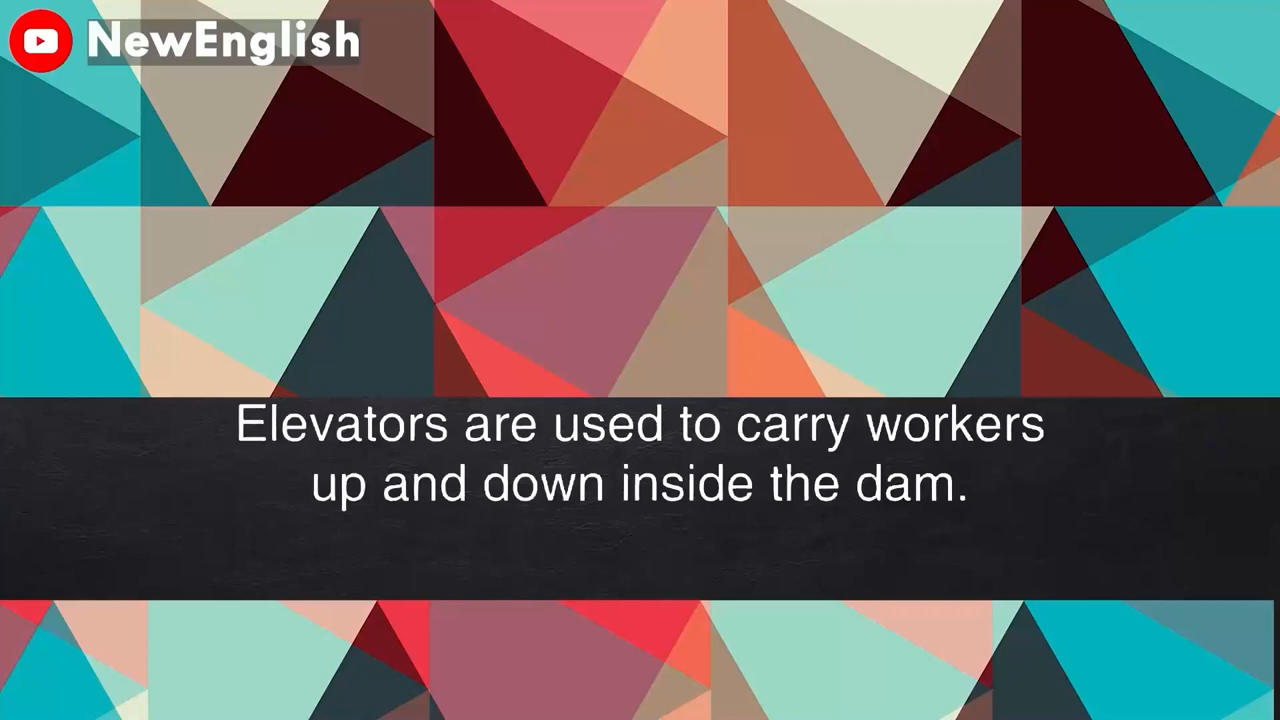 NewEnglish
Elevators are used to carry workers
up and down inside the dam.